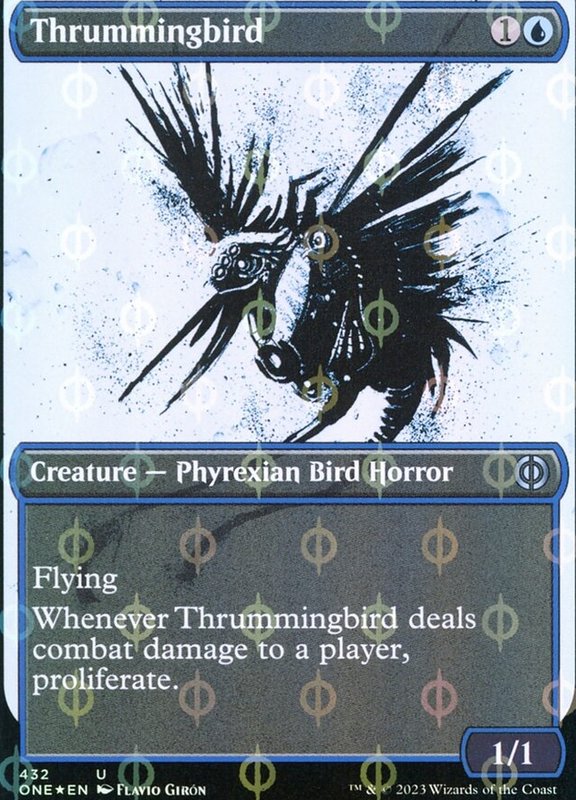 Thrummingbird 1
Creature — Phyrexian Bird Horror
Flying
Whenever Thrummingbird deals
combat damage to a player,
proliferate.
1/1
432 U
ONE★EN Flavio Girón ™ & © 2023 Wizards of the Coast